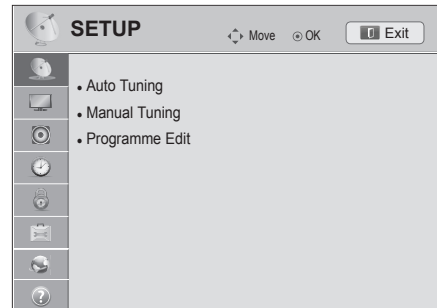 SETUP
Move
OK
Exit
• Auto Tuning
• Manual Tuning
• Programme Edit
?